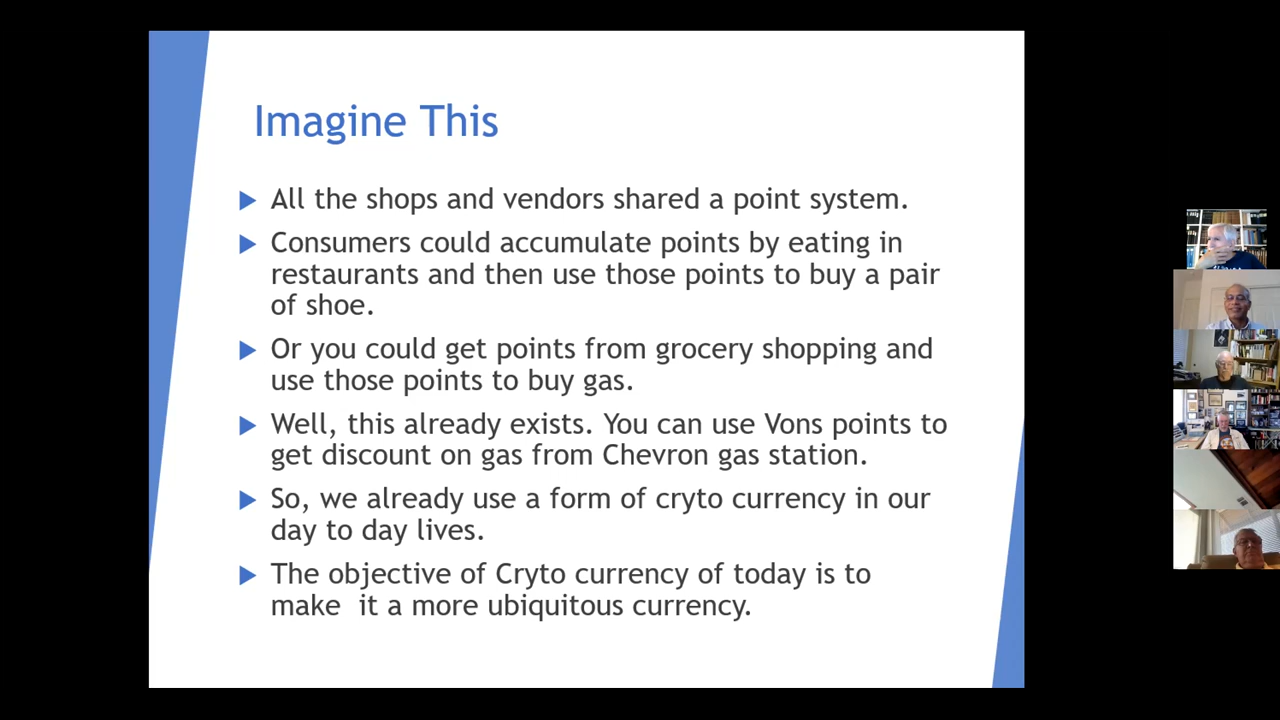 Imagine This
All the shops and vendors shared a point system.
Consumers could accumulate points by eating in
restaurants and then use those points to buy a pair
of shoe.
Or you could get points from grocery shopping and
use those points to buy gas.
Well, this already exists. You can use Vons points to
get discount on gas from Chevron gas station.
So, we already use a form of cryto currency in our
day to day lives.
The objective of Cryto currency of today is to
make  it a more ubiquitous currency.